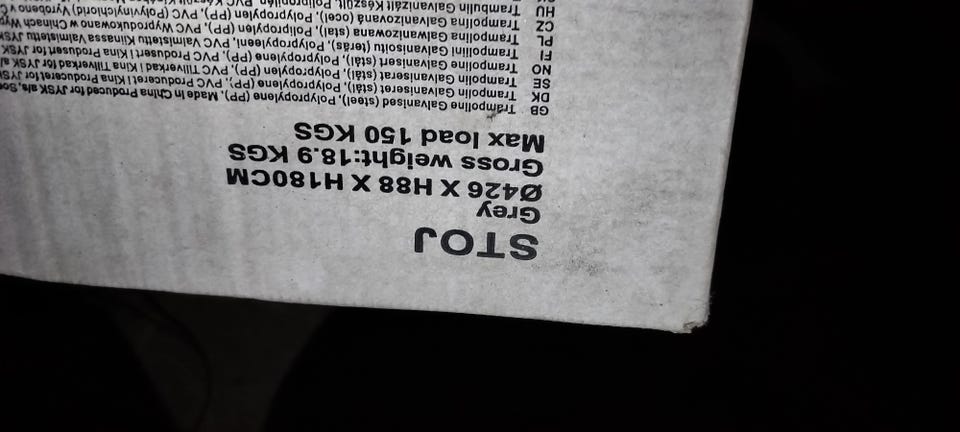 STOJ
Grey
Ø426 X H88 X H180CM
Gross weight:18.9 KGS
Max load 150 KGS
GB Trampoline Galvanised (steel), Polypropylene (PP), Made in China Produced for JYSK a/s,
DK Trampolin Galvaniseret (stål), Polypropylene (PP), PVC Produceret i Kina Produceret for
SE Trampolin Galvaniserat (stål), Polypropylen (PP), PVC Tillverkad i Kina Tillverkad för JYSK
NO Trampoline Galvanisert (stål), Polypropylen (PP), PVC Produsert i Kina Produsert for JYSK
FI Trampoliini Galvanisoitu (teräs), Polypropyleeni, PVC Valmistettu Kiinassa Valmistettu
PL Trampolina Galwanizowana (stal), Polipropylen (PP), PVC Wyprodukowano w Chinach
CZ Trampolína Galvanizovaná (ocel), Polypropylen (PP), PVC (Polyvinylchlorid) Vyrobeno v
HU Trambulin Galvanizált